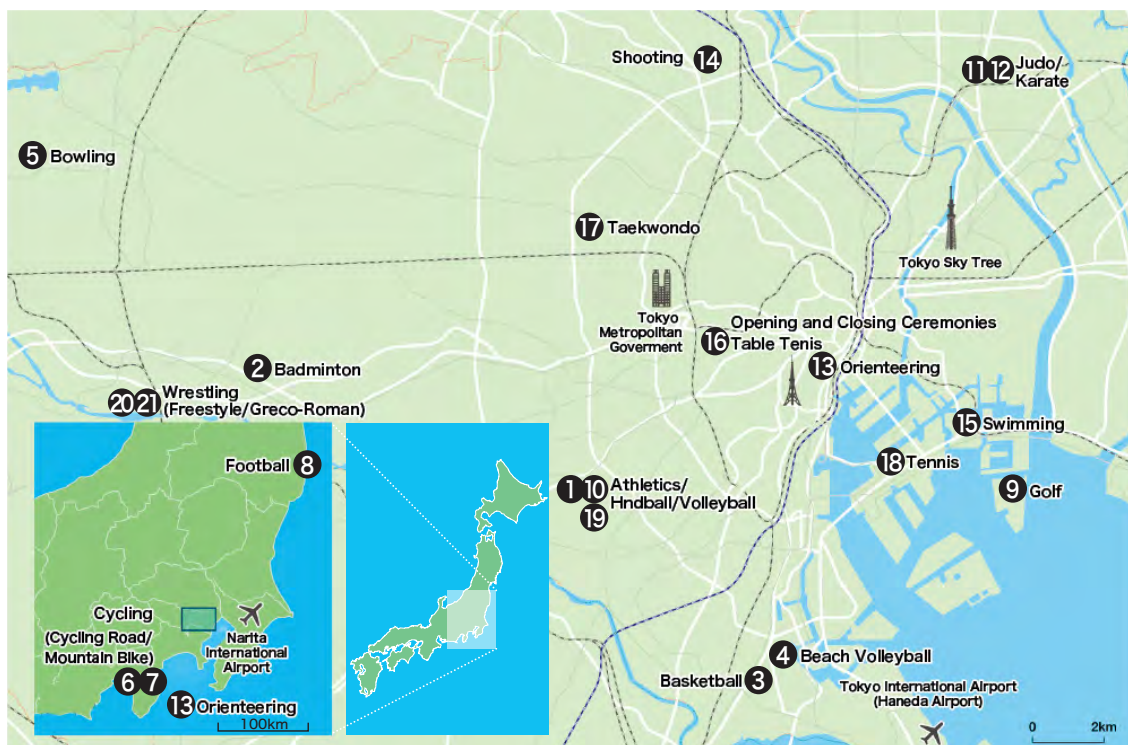 Shooting 14
11 12 Judo/
Karate
5 Bowling
17 Taekwondo
Tokyo Sky Tree
Tokyo
Metropolitan
Goverment
Opening and Closing Ceremonies
16 Table Tenis
13 Orienteering
2 Badminton
20 21 Wrestling
(Freestyle/Greco-Roman)
15 Swimming
18 Tennis
9 Golf
1 10 Athletics/
Hndball/Volleyball
19
Football 8
Cycling
(Cycling Road/
Mountain Bike)
6 7
Narita
International
Airport
13 Orienteering
100km
4 Beach Volleyball
Basketball 3
Tokyo International Airport
(Haneda Airport)
0 2km